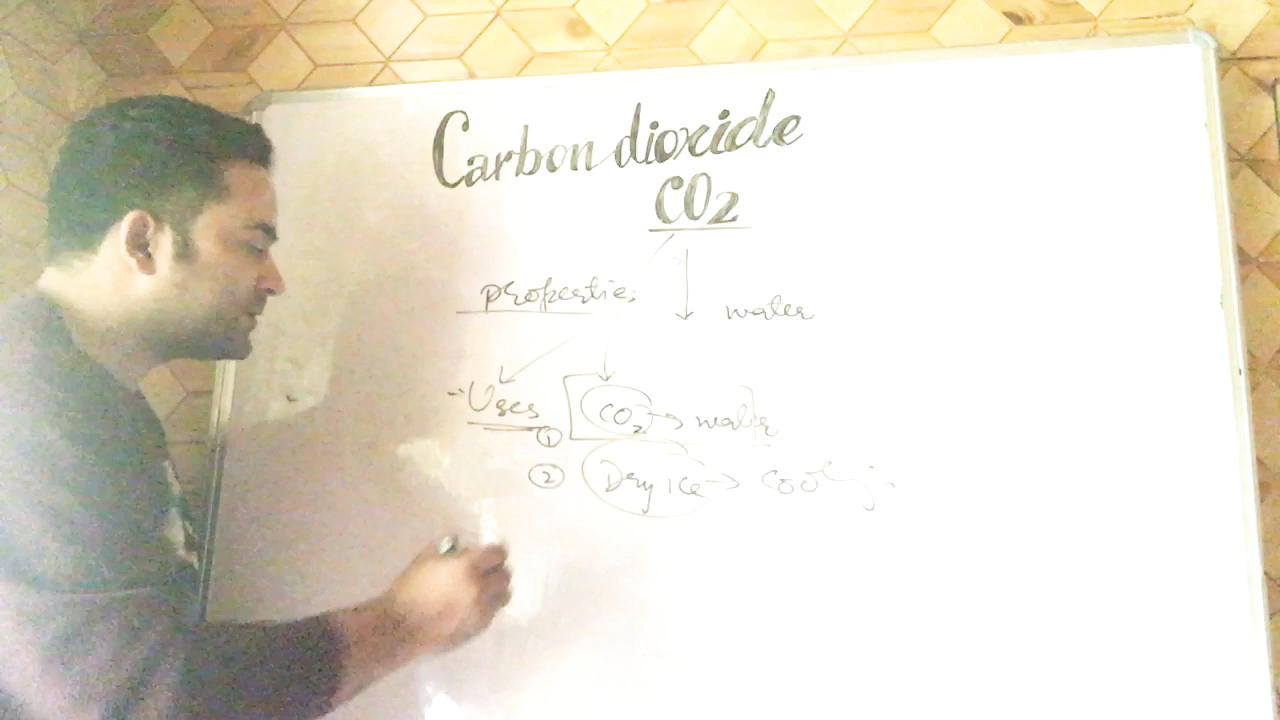 Carbon dioxide
CO2
properties
water
Uses
① CO2 → water
② Dry ice → cooling